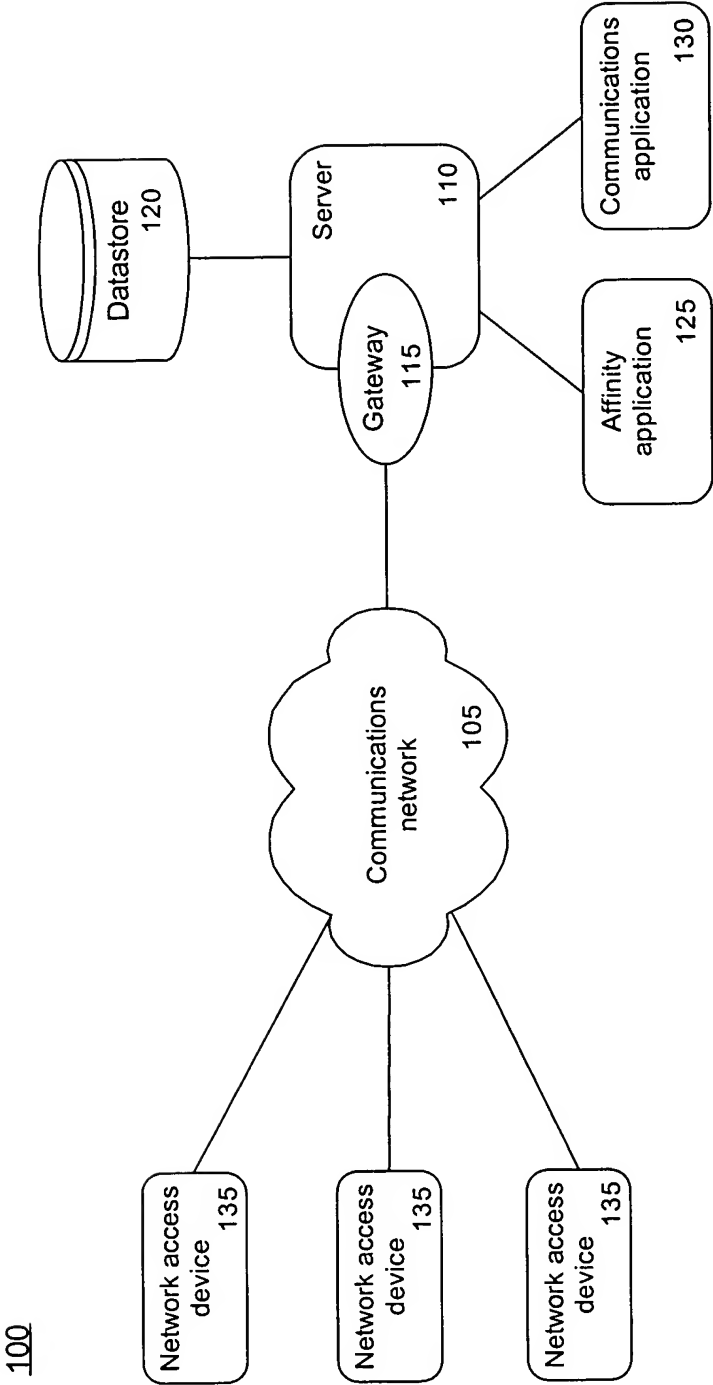 100
Network access
device
135
Network access
device
135
Network access
device
135
Communications
network
105
Gateway
115
Datastore
120
Server
110
Affinity
application
125
Communications
application
130